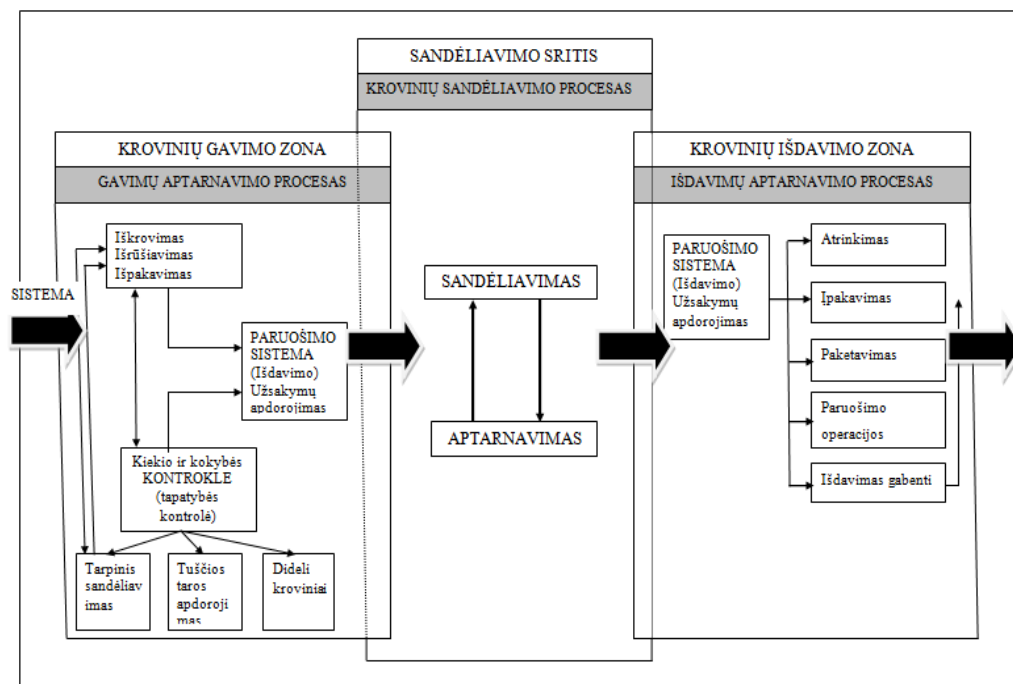 SANDĖLIAVIMO SRITIS
KROVINIŲ SANDĖLIAVIMO PROCESAS
KROVINIŲ GAVIMO ZONA
GAVIMŲ APTARNAVIMO PROCESAS
SISTEMA
Iškrovimas
Išrūšiavimas
Išpakavimas
PARUOŠIMO
SISTEMA
(Išdavimo)
Užsakymų
apdorojimas
Kiekio ir kokybės
KONTROKLE
(tapatybės
kontrolė)
Tarpinis
sandėliav
imas
Tuščios
taros
apdoroji
mas
Dideli
kroviniai
SANDĖLIAVIMAS
APTARNAVIMAS
KROVINIŲ IŠDAVIMO ZONA
IŠDAVIMŲ APTARNAVIMO PROCESAS
PARUOŠIMO
SISTEMA
(Išdavimo)
Užsakymų
apdorojimas
Atrinkimas
Įpakavimas
Paketavimas
Paruošimo
operacijos
Išdavimas gabenti